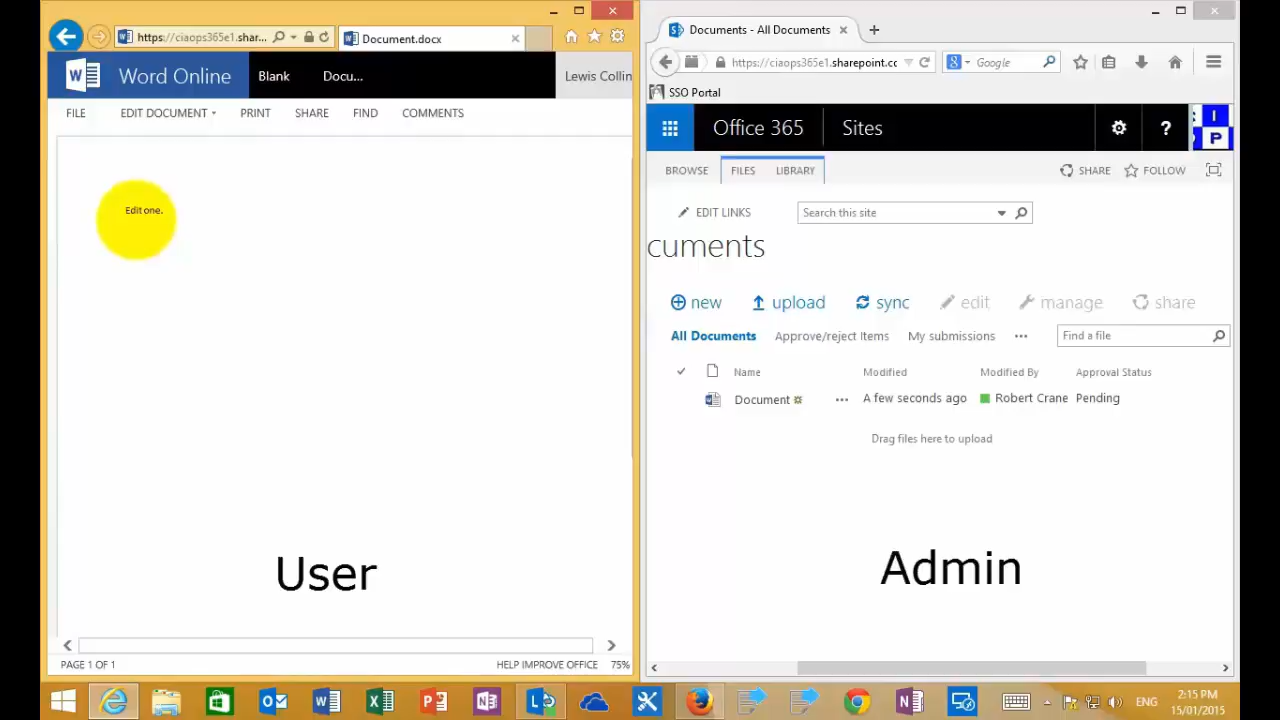 https://ciaops365e1.shar...
Document.docx
Word Online
Blank
Docu...
Lewis Collin
FILE
EDIT DOCUMENT
PRINT
SHARE
FIND
COMMENTS
Edit one.
User
PAGE 1 OF 1
HELP IMPROVE OFFICE
75%
Documents - All Documents
https://ciaops365e1.sharepoint.cc
Google
SSO Portal
Office 365
Sites
?
I
P
BROWSE
FILES
LIBRARY
SHARE
FOLLOW
EDIT LINKS
Search this site
cuments
new
upload
sync
edit
manage
share
All Documents
Approve/reject Items
My submissions
...
Find a file
Name
Modified
Modified By
Approval Status
Document
...
A few seconds ago
Robert Crane
Pending
Drag files here to upload
Admin
ENG
2:15 PM
15/01/2015